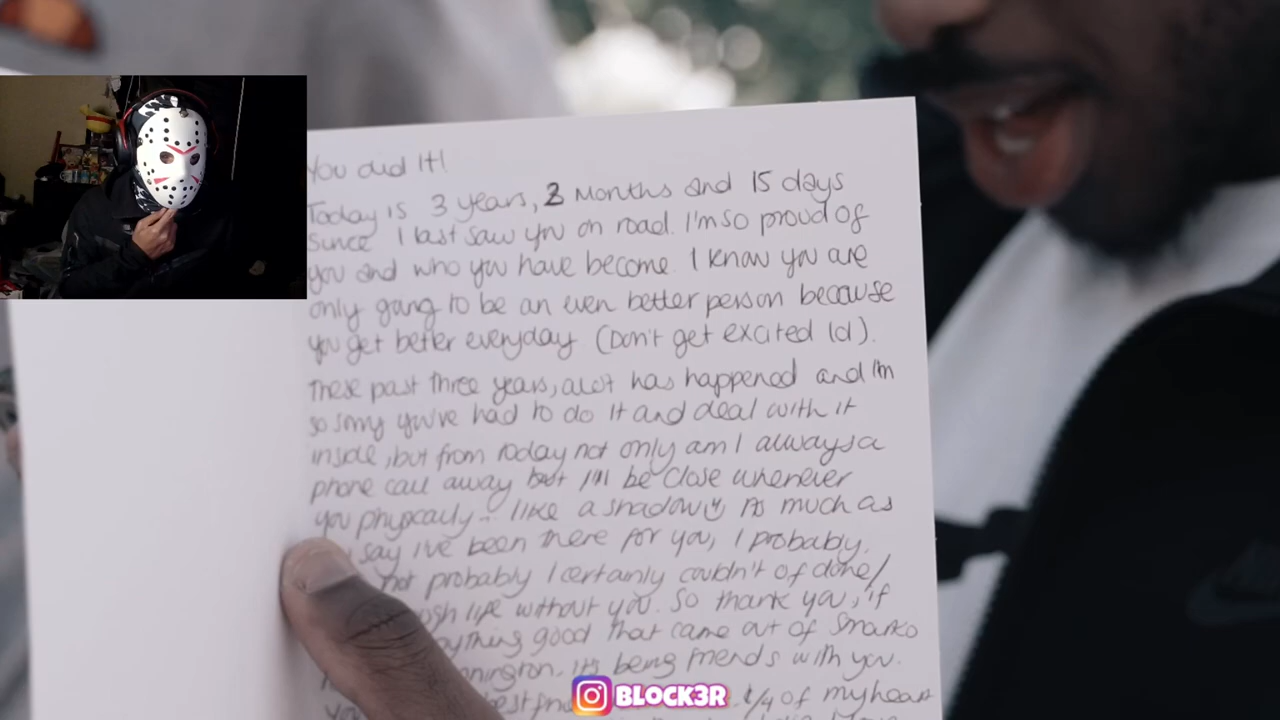 You did It!
Today is 3 years, 3 Months and 15 days
since I last saw you on road. I'm so proud of
you and who you have become. I know you are
only going to be an even better person because
you get better everyday (Don't get excited lol).
These past three years, alot has happened and I'm
so sorry you've had to do it and deal with it
inside, but from today not only am I always a
phone call away but I'll be close whenever
you physically - like a shadow As much as
say I've been there for you, I probably.
not probably I certainly couldn't of done/
life without you. So thank you, if
anything good that came out of
It's being friends with you.
1/4 of my heart
BLOCK3R